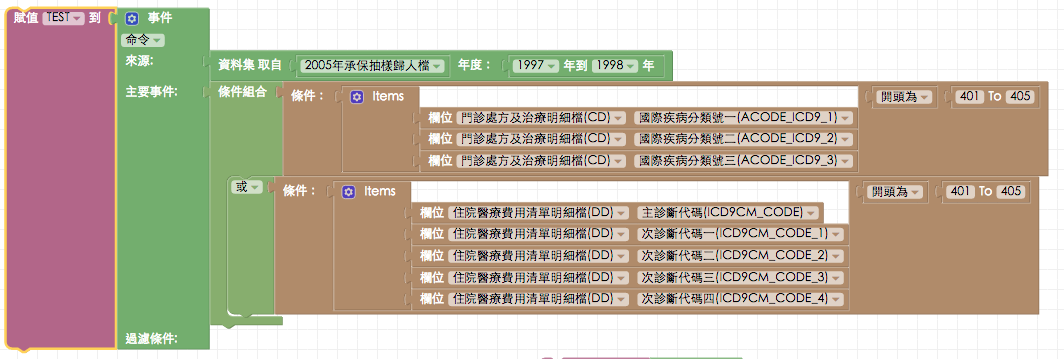 賦值 TEST 到 事件
命令
來源: 資料集 取自 2005年承保抽樣歸人檔 年度： 1997 年到 1998 年
主要事件: 條件組合 條件： Items 開頭為 401 To 405
欄位 門診處方及治療明細檔(CD) 國際疾病分類號一(ACODE_ICD9_1)
欄位 門診處方及治療明細檔(CD) 國際疾病分類號二(ACODE_ICD9_2)
欄位 門診處方及治療明細檔(CD) 國際疾病分類號三(ACODE_ICD9_3)
或 條件： Items 開頭為 401 To 405
欄位 住院醫療費用清單明細檔(DD) 主診斷代碼(ICD9CM_CODE)
欄位 住院醫療費用清單明細檔(DD) 次診斷代碼一(ICD9CM_CODE_1)
欄位 住院醫療費用清單明細檔(DD) 次診斷代碼二(ICD9CM_CODE_2)
欄位 住院醫療費用清單明細檔(DD) 次診斷代碼三(ICD9CM_CODE_3)
欄位 住院醫療費用清單明細檔(DD) 次診斷代碼四(ICD9CM_CODE_4)
過濾條件: